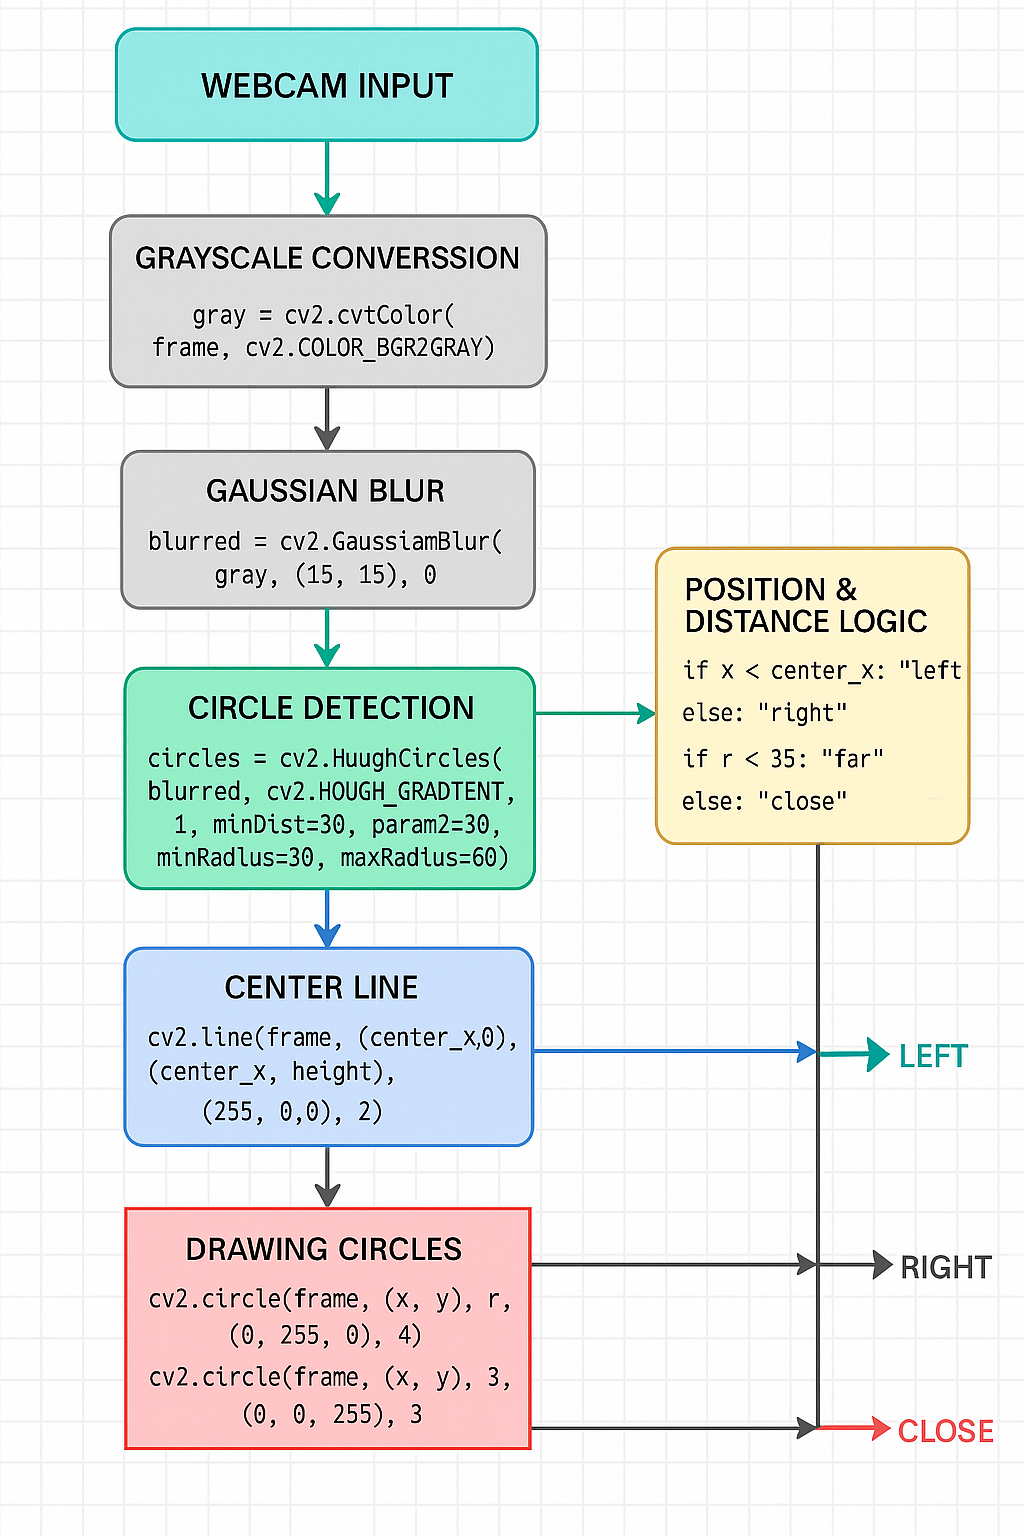 WEBCAM INPUT
GRAYSCALE CONVERSSION
gray = cv2.cvtColor(
frame, cv2.COLOR_BGR2GRAY)
GAUSSIAN BLUR
blurred = cv2.GaussiamBlur(
gray, (15, 15), 0
CIRCLE DETECTION
circles = cv2.HuughCircles(
blurred, cv2.HOUGH_GRADTENT,
1, minDist=30, param2=30,
minRadlus=30, maxRadius=60)
POSITION &
DISTANCE LOGIC
if x < center_x: "left
else: "right"
if r < 35: "far"
else: "close"
CENTER LINE
cv2.line(frame, (center_x,0),
(center_x, height),
(255, 0,0), 2)
LEFT
DRAWING CIRCLES
cv2.circle(frame, (x, y), r,
(0, 255, 0), 4)
cv2.circle(frame, (x, y), 3,
(0, 0, 255), 3
RIGHT
CLOSE